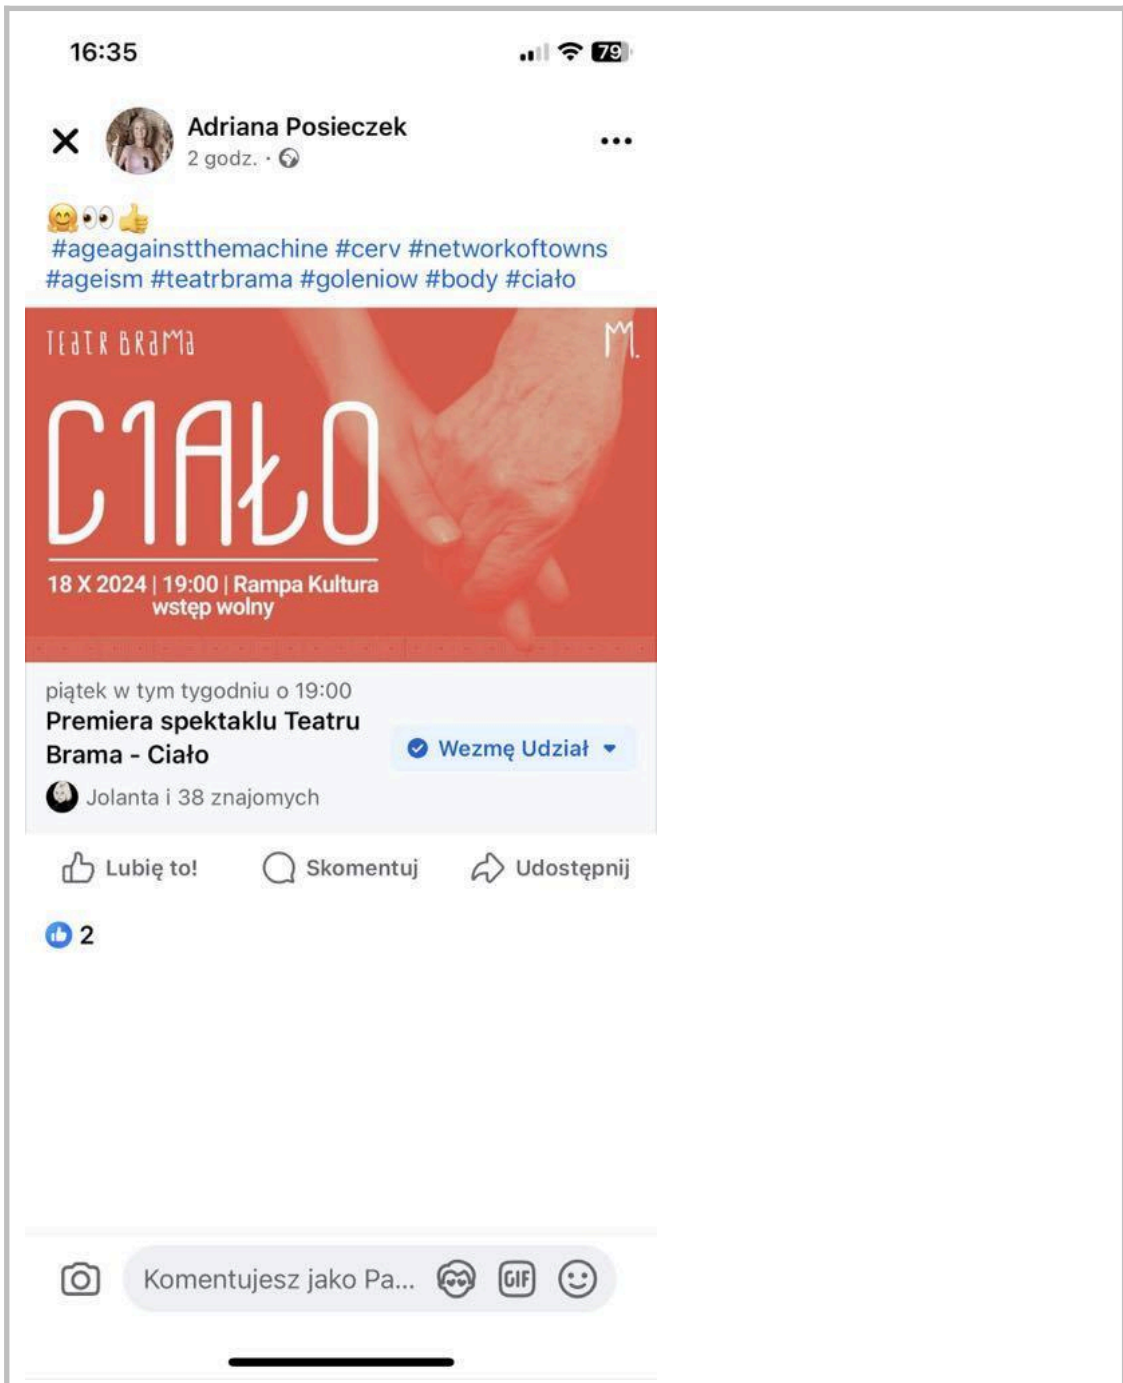 16:35
79
Adriana Posieczek
2 godz. ·
#ageagainstthemachine #cerv #networkoftowns
#ageism #teatrbrama #goleniow #body #ciało
TEATR BRAMA
M.
C1AŁO
18 X 2024 | 19:00 | Rampa Kultura
wstęp wolny
piątek w tym tygodniu o 19:00
Premiera spektaklu Teatru
Brama - Ciało
Wezmę Udział
Jolanta i 38 znajomych
Lubię to! Skomentuj Udostępnij
2
Komentujesz jako Pa... GIF